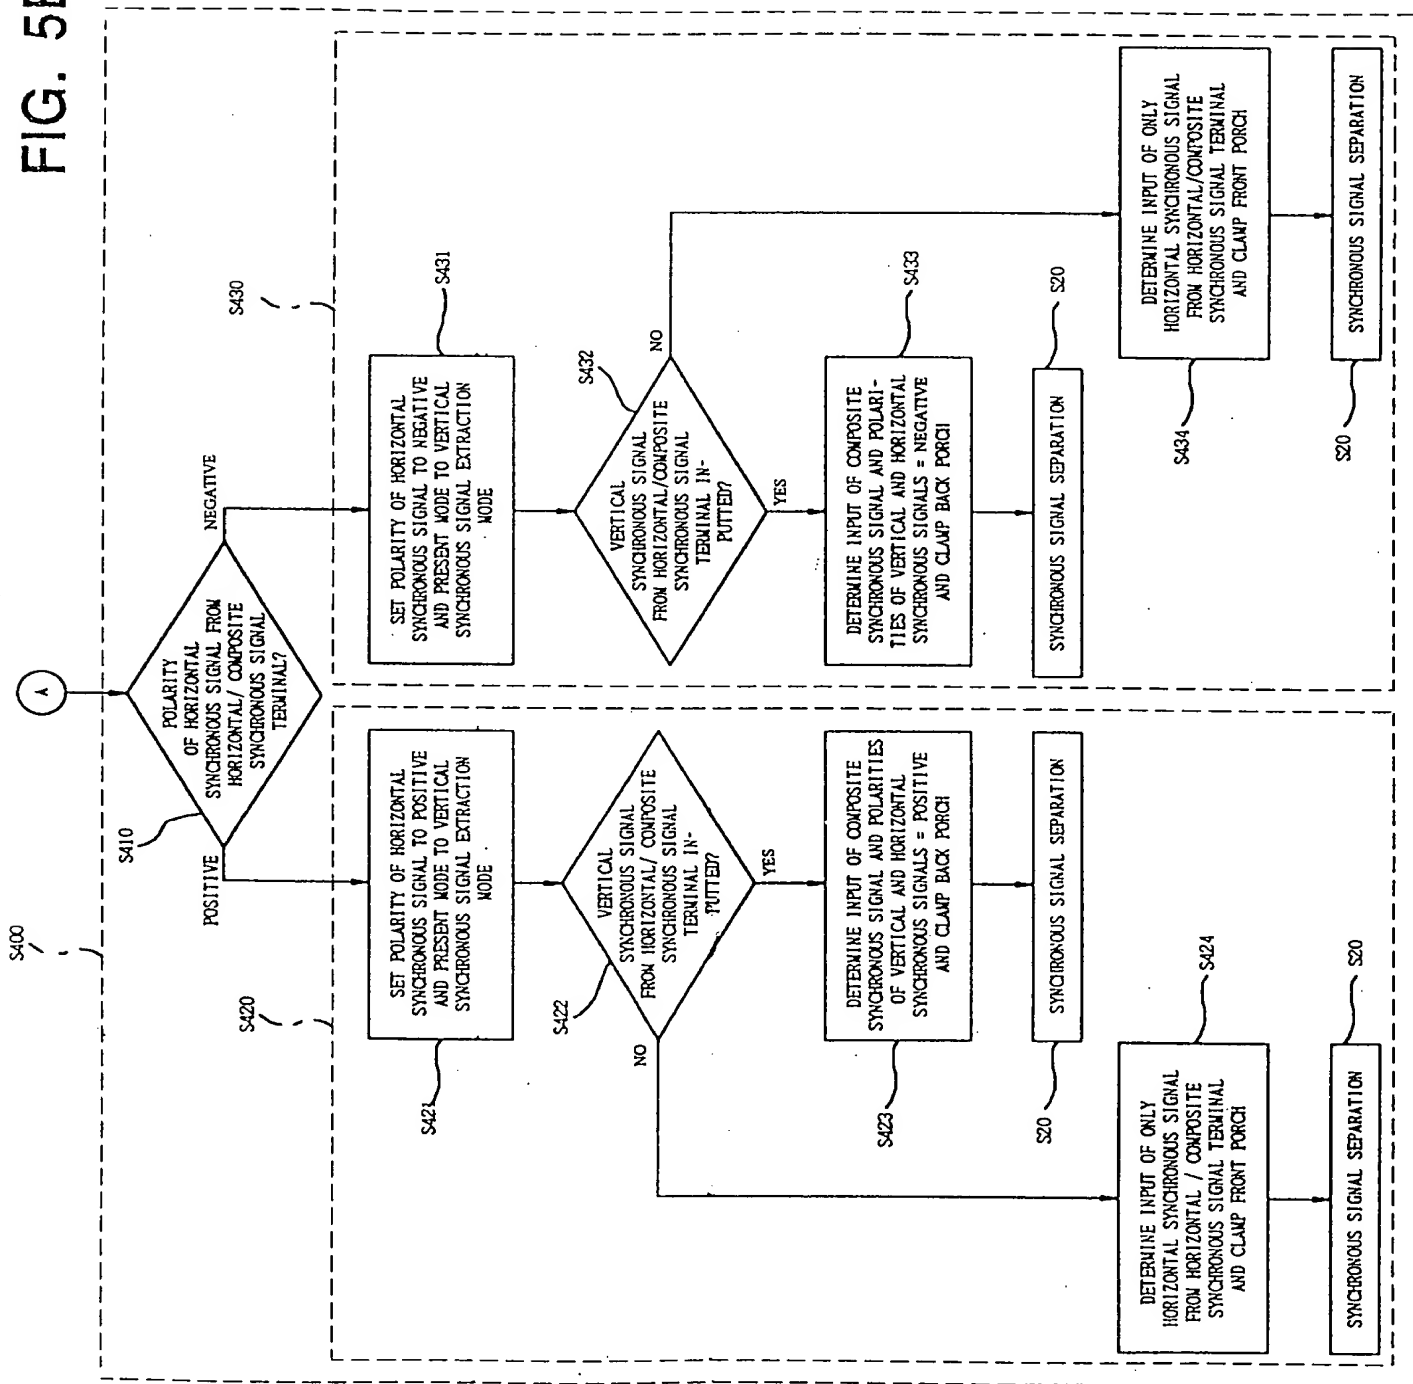 FIG. 5
A
S400
S410
POLARITY
OF HORIZONTAL
SYNCHRONOUS SIGNAL FROM
HORIZONTAL/ COMPOSITE
SYNCHRONOUS SIGNAL
TERMINAL?
POSITIVE
NEGATIVE
S420
S421
SET POLARITY OF HORIZONTAL
SYNCHRONOUS SIGNAL TO POSITIVE
AND PRESENT MODE TO VERTICAL
SYNCHRONOUS SIGNAL EXTRACTION
MODE
S422
VERTICAL
SYNCHRONOUS SIGNAL
FROM HORIZONTAL/ COMPOSITE
SYNCHRONOUS SIGNAL
TERMINAL IN-
PUTTED?
NO
YES
S423
DETERMINE INPUT OF COMPOSITE
SYNCHRONOUS SIGNAL AND POLARITIES
OF VERTICAL AND HORIZONTAL
SYNCHRONOUS SIGNALS = POSITIVE
AND CLAMP BACK PORCH
S20
SYNCHRONOUS SIGNAL SEPARATION
S424
DETERMINE INPUT OF ONLY
HORIZONTAL SYNCHRONOUS SIGNAL
FROM HORIZONTAL / COMPOSITE
SYNCHRONOUS SIGNAL TERMINAL
AND CLAMP FRONT PORCH
S20
SYNCHRONOUS SIGNAL SEPARATION
S430
S431
SET POLARITY OF HORIZONTAL
SYNCHRONOUS SIGNAL TO NEGATIVE
AND PRESENT MODE TO VERTICAL
SYNCHRONOUS SIGNAL EXTRACTION
MODE
S432
VERTICAL
SYNCHRONOUS SIGNAL
FROM HORIZONTAL/COMPOSITE
SYNCHRONOUS SIGNAL
TERMINAL IN-
PUTTED?
NO
YES
S433
DETERMINE INPUT OF COMPOSITE
SYNCHRONOUS SIGNAL AND POLARI-
TIES OF VERTICAL AND HORIZONTAL
SYNCHRONOUS SIGNALS = NEGATIVE
AND CLAMP BACK PORCH
S20
SYNCHRONOUS SIGNAL SEPARATION
S434
DETERMINE INPUT OF ONLY
HORIZONTAL SYNCHRONOUS SIGNAL
FROM HORIZONTAL/COMPOSITE
SYNCHRONOUS SIGNAL TERMINAL
AND CLAMP FRONT PORCH
S20
SYNCHRONOUS SIGNAL SEPARATION